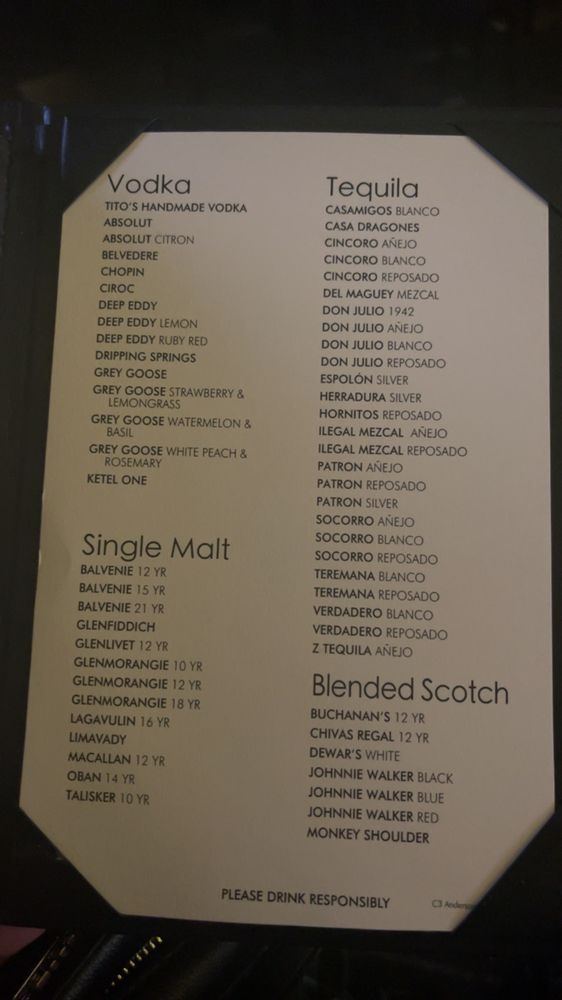 Vodka
TITO'S HANDMADE VODKA
ABSOLUT
ABSOLUT CITRON
BELVEDERE
CHOPIN
CIROC
DEEP EDDY
DEEP EDDY LEMON
DEEP EDDY RUBY RED
DRIPPING SPRINGS
GREY GOOSE
GREY GOOSE STRAWBERRY &
LEMONGRASS
GREY GOOSE WATERMELON &
BASIL
GREY GOOSE WHITE PEACH &
ROSEMARY
KETEL ONE
Single Malt
BALVENIE 12 YR
BALVENIE 15 YR
BALVENIE 21 YR
GLENFIDDICH
GLENLIVET 12 YR
GLENMORANGIE 10 YR
GLENMORANGIE 12 YR
GLENMORANGIE 18 YR
LAGAVULIN 16 YR
LIMAVADY
MACALLAN 12 YR
OBAN 14 YR
TALISKER 10 YR
Tequila
CASAMIGOS BLANCO
CASA DRAGONES
CINCORO AÑEJO
CINCORO BLANCO
CINCORO REPOSADO
DEL MAGUEY MEZCAL
DON JULIO 1942
DON JULIO AÑEJO
DON JULIO BLANCO
DON JULIO REPOSADO
ESPOLÓN SILVER
HERRADURA SILVER
HORNITOS REPOSADO
ILEGAL MEZCAL AÑEJO
ILEGAL MEZCAL REPOSADO
PATRON AÑEJO
PATRON REPOSADO
PATRON SILVER
SOCORRO AÑEJO
SOCORRO BLANCO
SOCORRO REPOSADO
TEREMANA BLANCO
TEREMANA REPOSADO
VERDADERO BLANCO
VERDADERO REPOSADO
Z TEQUILA AÑEJO
Blended Scotch
BUCHANAN'S 12 YR
CHIVAS REGAL 12 YR
DEWAR'S WHITE
JOHNNIE WALKER BLACK
JOHNNIE WALKER BLUE
JOHNNIE WALKER RED
MONKEY SHOULDER
PLEASE DRINK RESPONSIBLY
C3